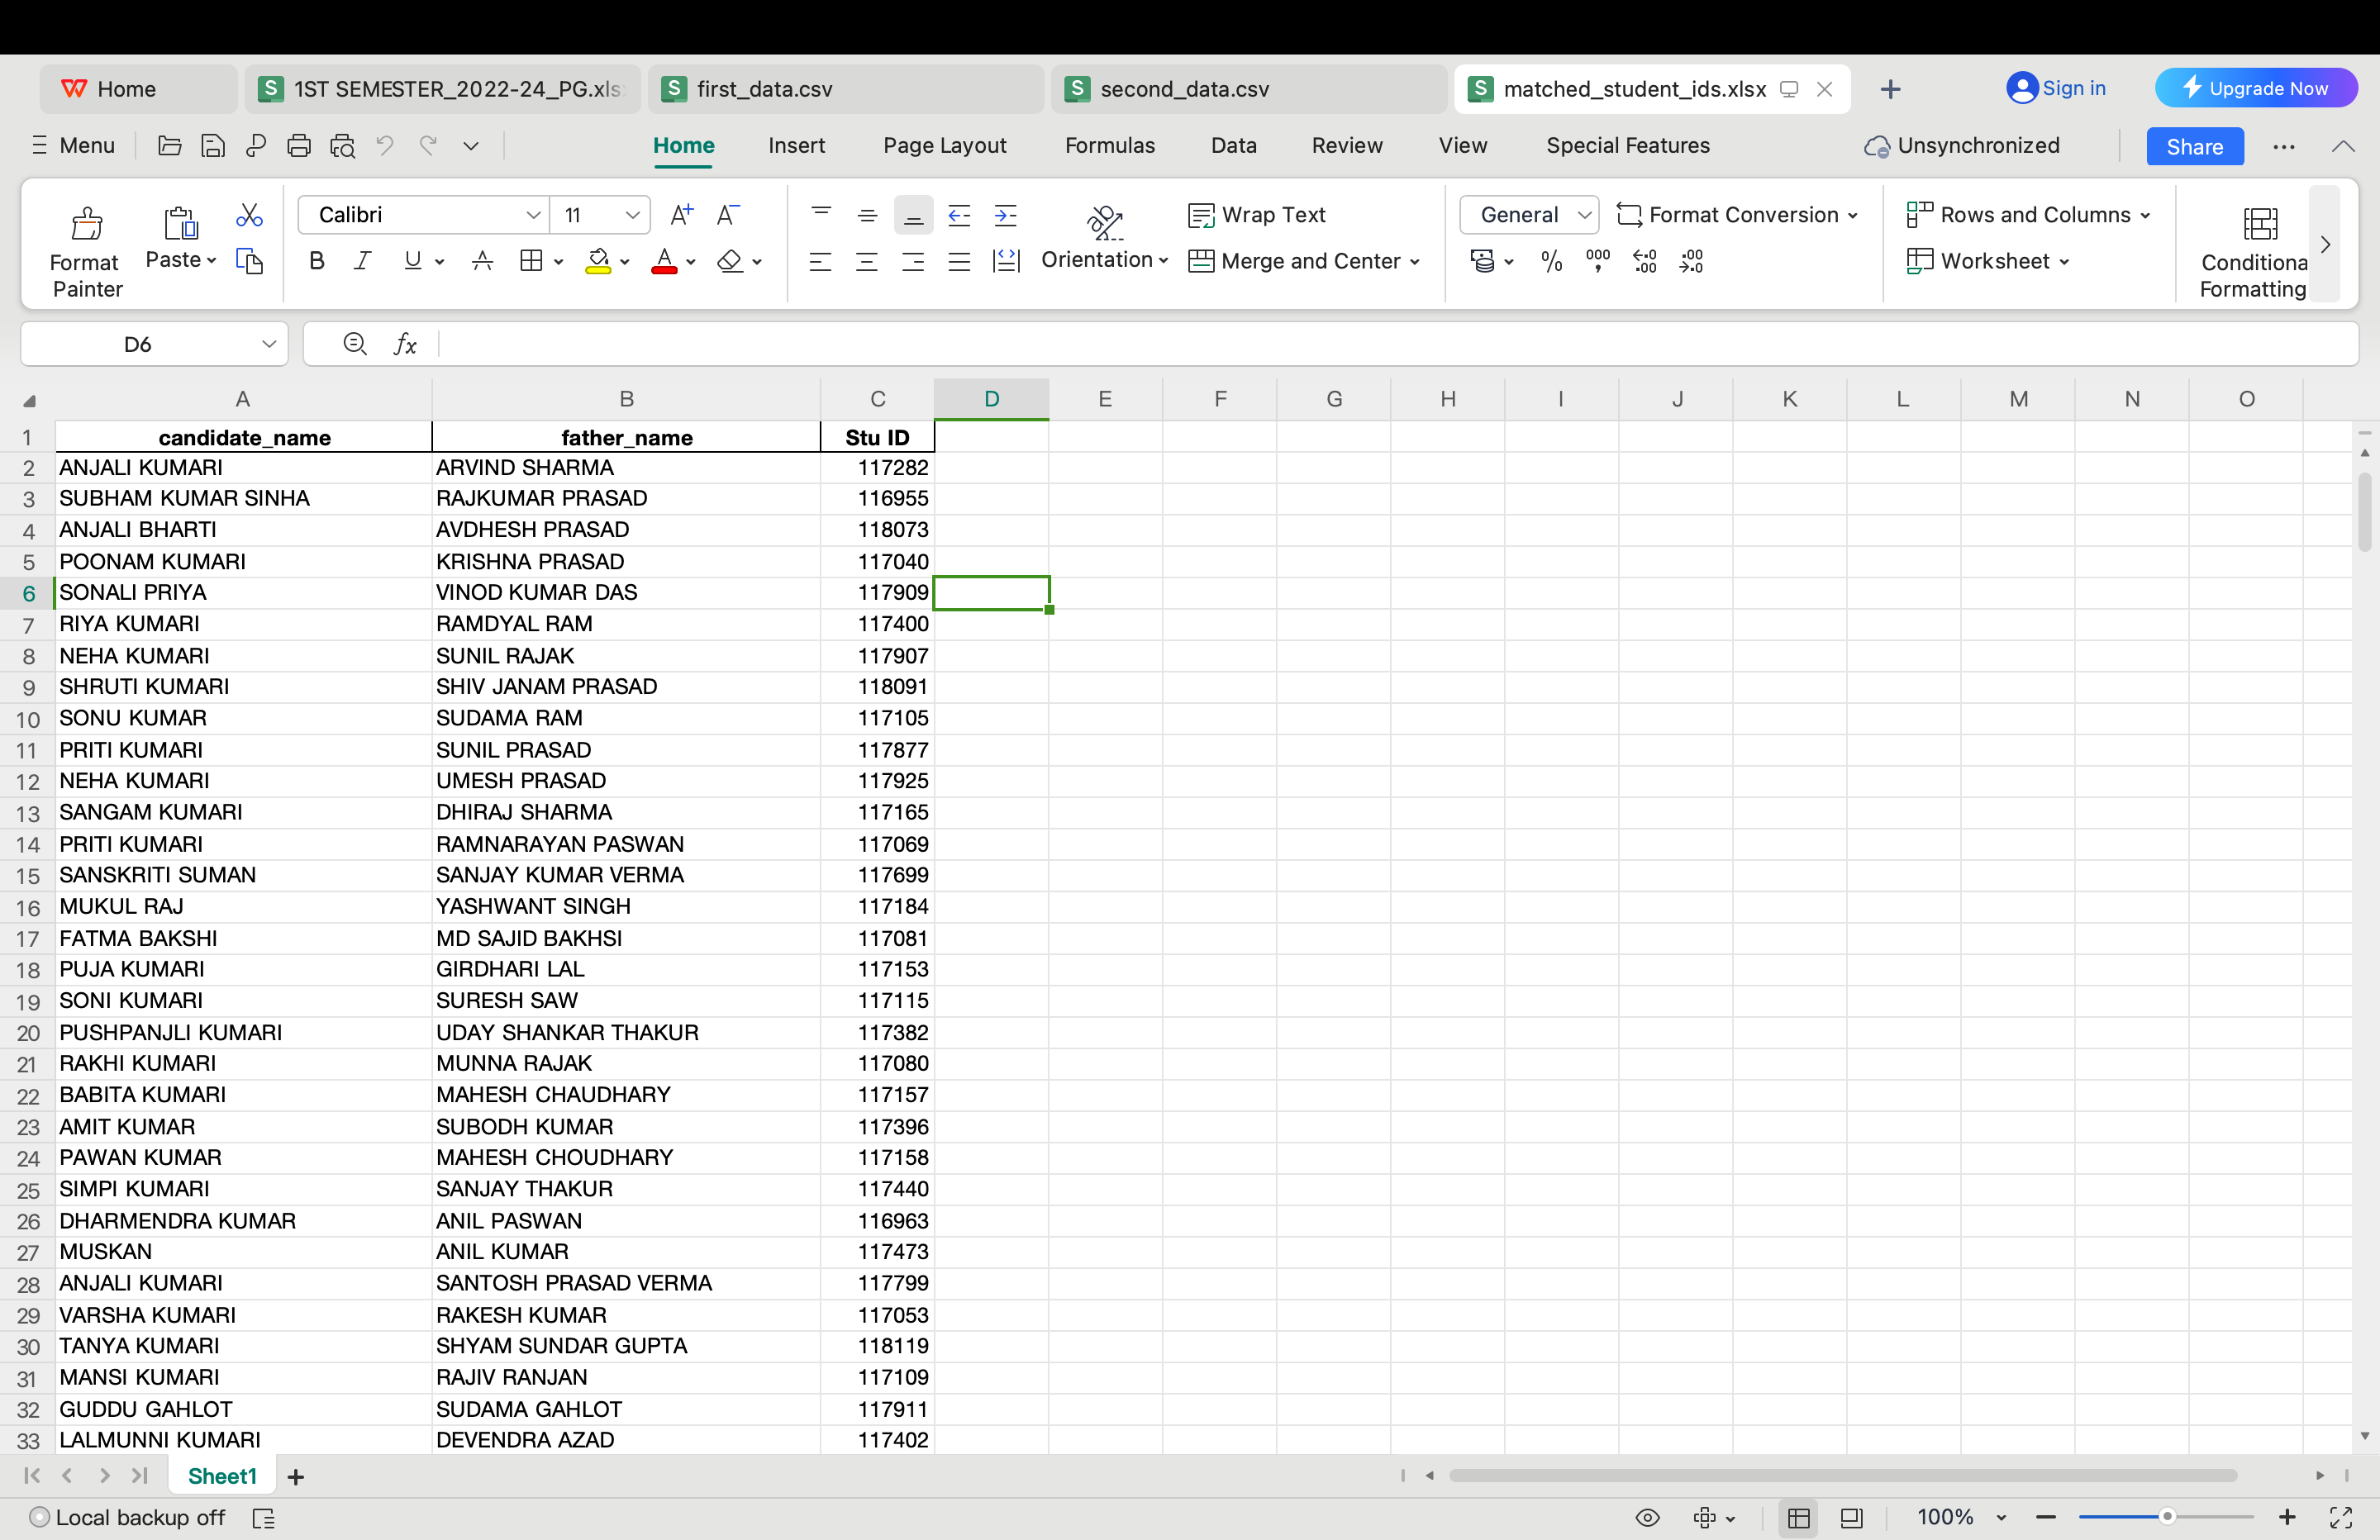 Home 1ST SEMESTER_2022-24_PG.xls first_data.csv second_data.csv matched_student_ids.xlsx Sign in Upgrade Now
Menu Home Insert Page Layout Formulas Data Review View Special Features Unsynchronized Share
Format Painter Paste Calibri 11 Orientation Wrap Text General Format Conversion Rows and Columns
Merge and Center Worksheet Conditiona Formatting
D6 fx
A B C D E F G H I J K L M N O
1 candidate_name father_name Stu ID
2 ANJALI KUMARI ARVIND SHARMA 117282
3 SUBHAM KUMAR SINHA RAJKUMAR PRASAD 116955
4 ANJALI BHARTI AVDHESH PRASAD 118073
5 POONAM KUMARI KRISHNA PRASAD 117040
6 SONALI PRIYA VINOD KUMAR DAS 117909
7 RIYA KUMARI RAMDYAL RAM 117400
8 NEHA KUMARI SUNIL RAJAK 117907
9 SHRUTI KUMARI SHIV JANAM PRASAD 118091
10 SONU KUMAR SUDAMA RAM 117105
11 PRITI KUMARI SUNIL PRASAD 117877
12 NEHA KUMARI UMESH PRASAD 117925
13 SANGAM KUMARI DHIRAJ SHARMA 117165
14 PRITI KUMARI RAMNARAYAN PASWAN 117069
15 SANSKRITI SUMAN SANJAY KUMAR VERMA 117699
16 MUKUL RAJ YASHWANT SINGH 117184
17 FATMA BAKSHI MD SAJID BAKHSI 117081
18 PUJA KUMARI GIRDHARI LAL 117153
19 SONI KUMARI SURESH SAW 117115
20 PUSHPANJLI KUMARI UDAY SHANKAR THAKUR 117382
21 RAKHI KUMARI MUNNA RAJAK 117080
22 BABITA KUMARI MAHESH CHAUDHARY 117157
23 AMIT KUMAR SUBODH KUMAR 117396
24 PAWAN KUMAR MAHESH CHOUDHARY 117158
25 SIMPI KUMARI SANJAY THAKUR 117440
26 DHARMENDRA KUMAR ANIL PASWAN 116963
27 MUSKAN ANIL KUMAR 117473
28 ANJALI KUMARI SANTOSH PRASAD VERMA 117799
29 VARSHA KUMARI RAKESH KUMAR 117053
30 TANYA KUMARI SHYAM SUNDAR GUPTA 118119
31 MANSI KUMARI RAJIV RANJAN 117109
32 GUDDU GAHLOT SUDAMA GAHLOT 117911
33 LALMUNNI KUMARI DEVENDRA AZAD 117402
Sheet1
Local backup off 100%